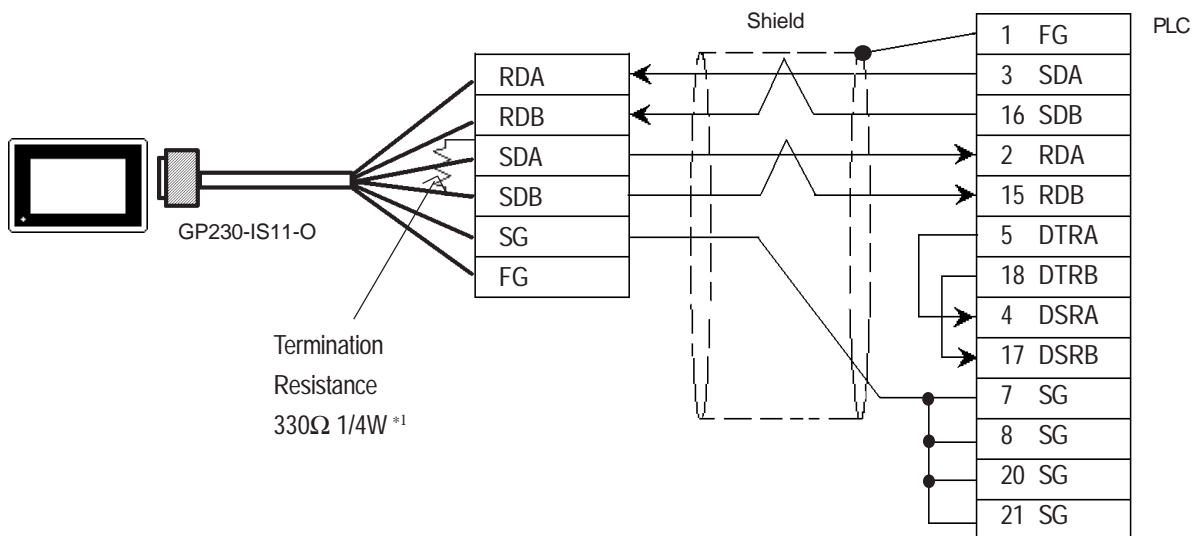 Shield
PLC
1 FG
3 SDA
16 SDB
2 RDA
15 RDB
5 DTRA
18 DTRB
4 DSRA
17 DSRB
7 SG
8 SG
20 SG
21 SG
RDA
RDB
SDA
SDB
SG
FG
GP230-IS11-O
Termination
Resistance
330Ω 1/4W *1